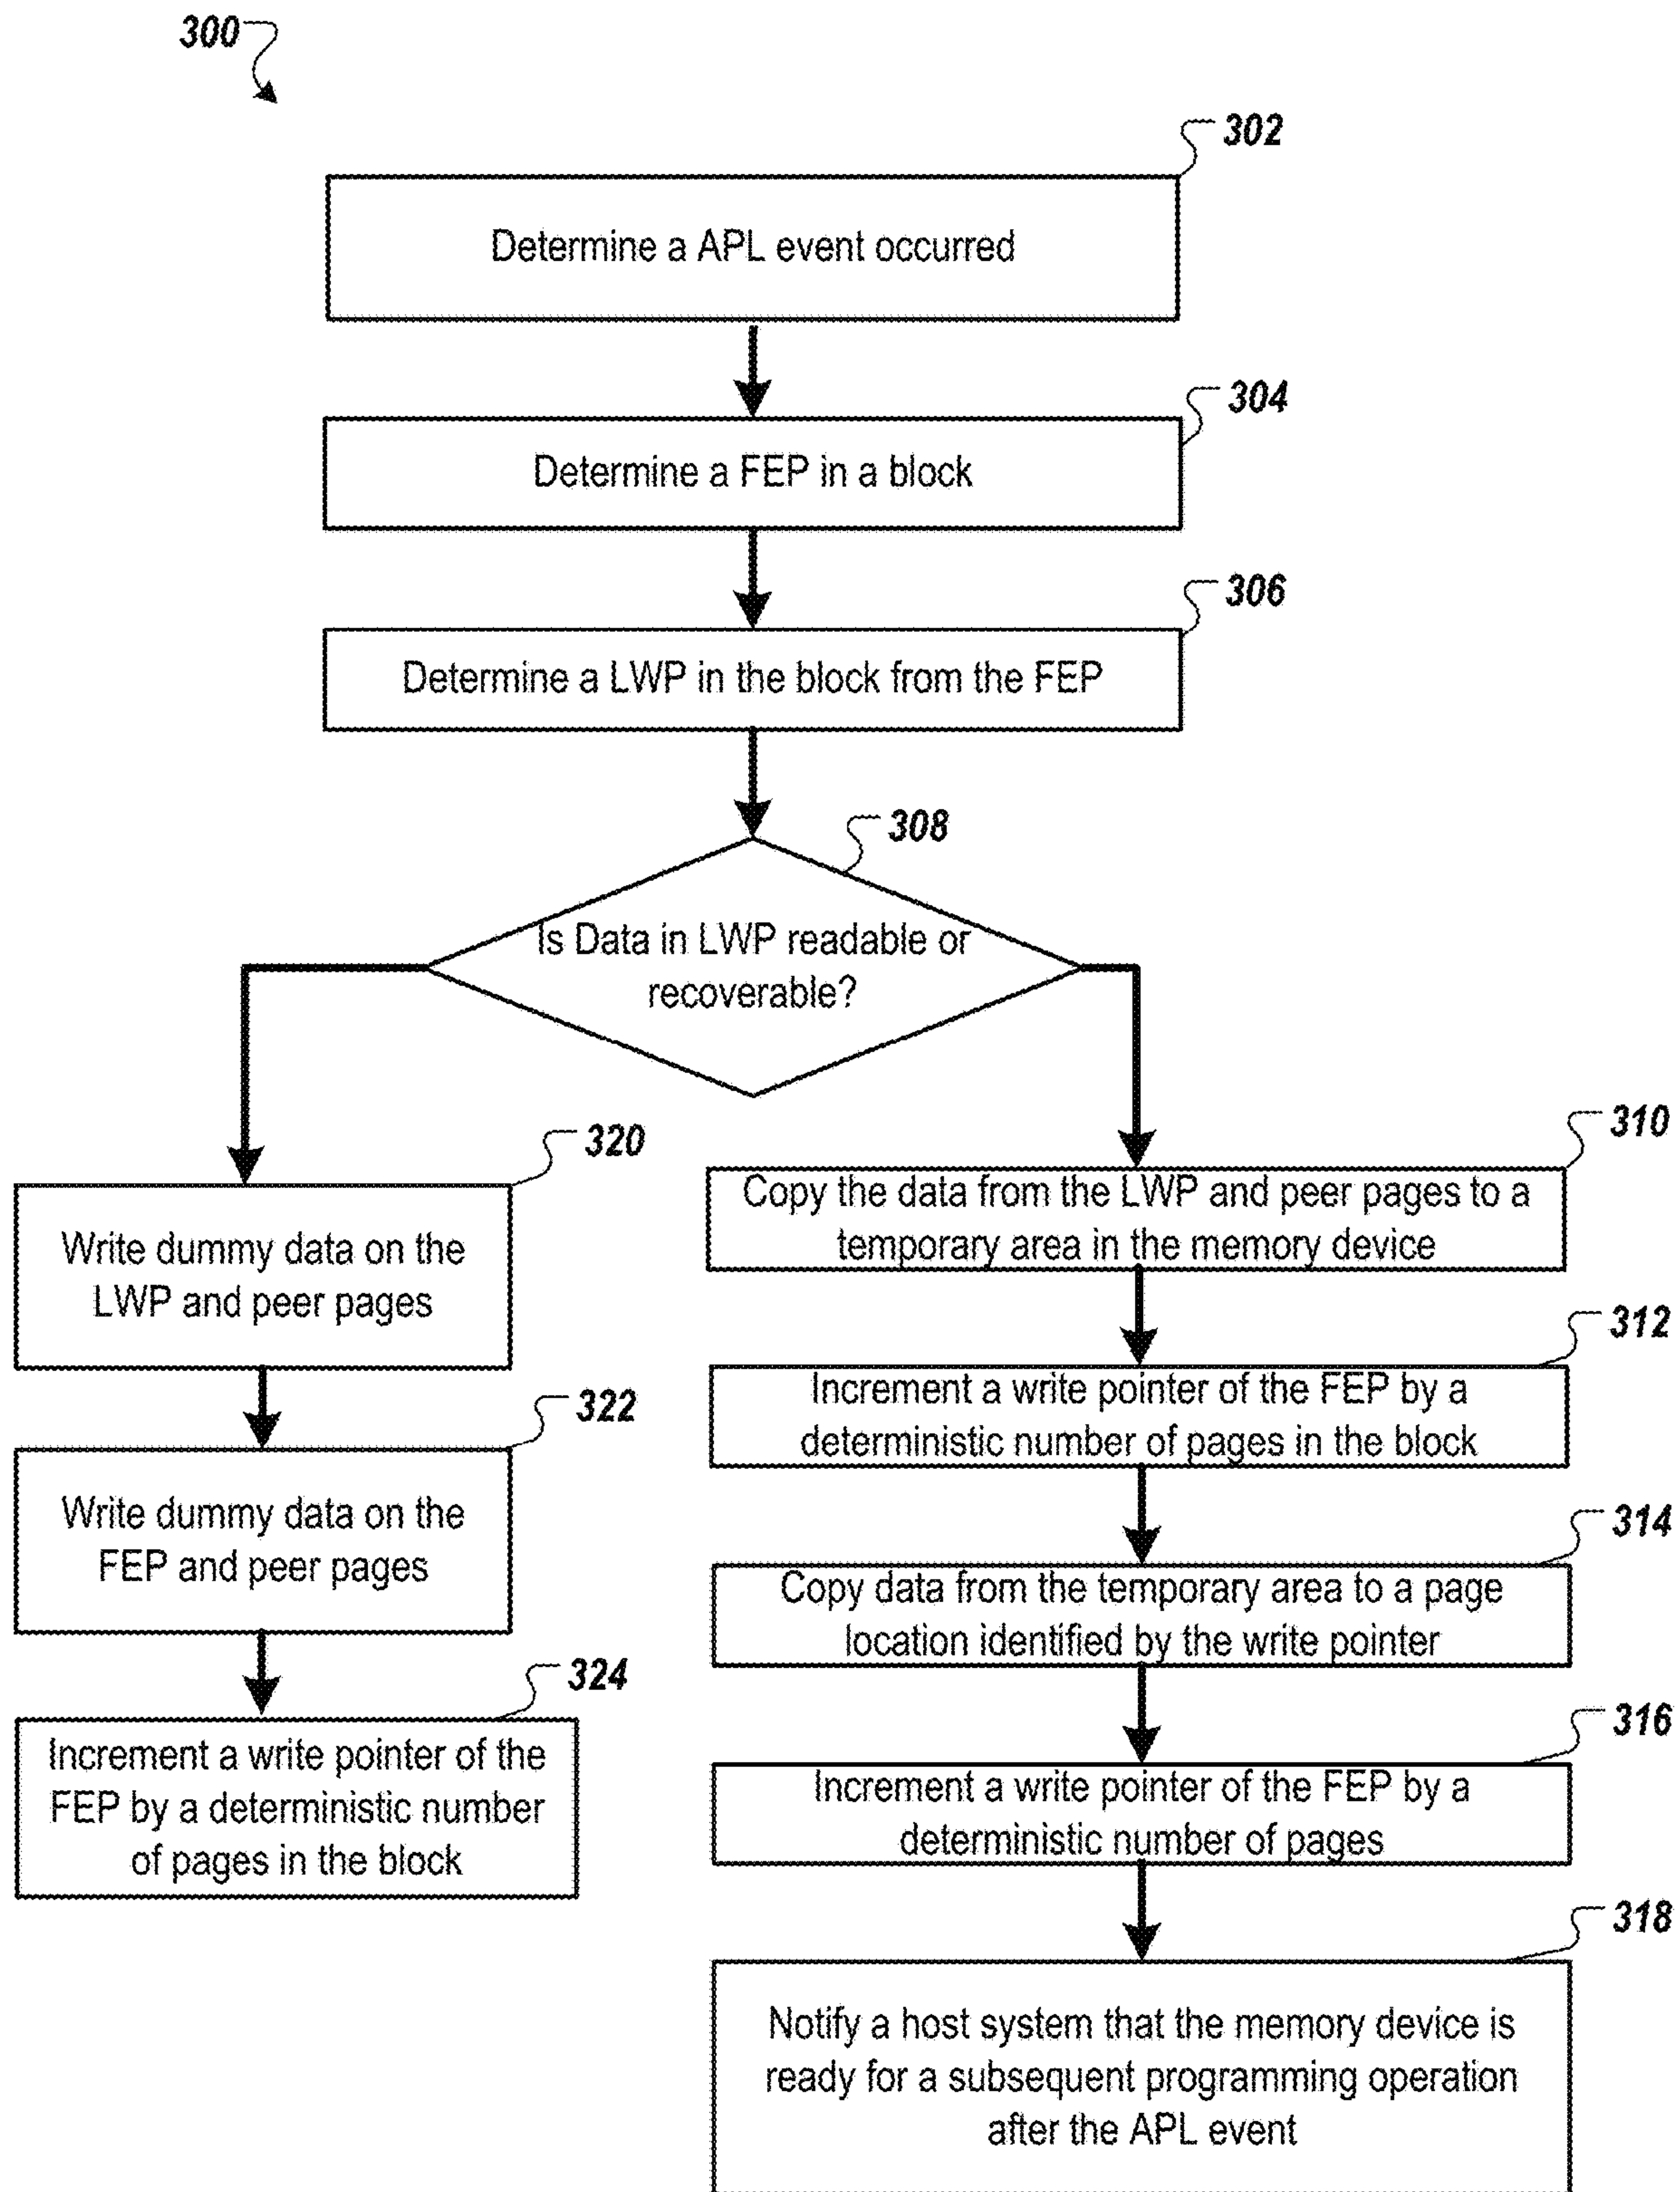 300
302
Determine a APL event occurred
304
Determine a FEP in a block
306
Determine a LWP in the block from the FEP
308
Is Data in LWP readable or
recoverable?
310
Copy the data from the LWP and peer pages to a
temporary area in the memory device
312
Increment a write pointer of the FEP by a
deterministic number of pages in the block
314
Copy data from the temporary area to a page
location identified by the write pointer
316
Increment a write pointer of the FEP by a
deterministic number of pages
318
Notify a host system that the memory device is
ready for a subsequent programming operation
after the APL event
320
Write dummy data on the
LWP and peer pages
322
Write dummy data on the
FEP and peer pages
324
Increment a write pointer of the
FEP by a deterministic number
of pages in the block